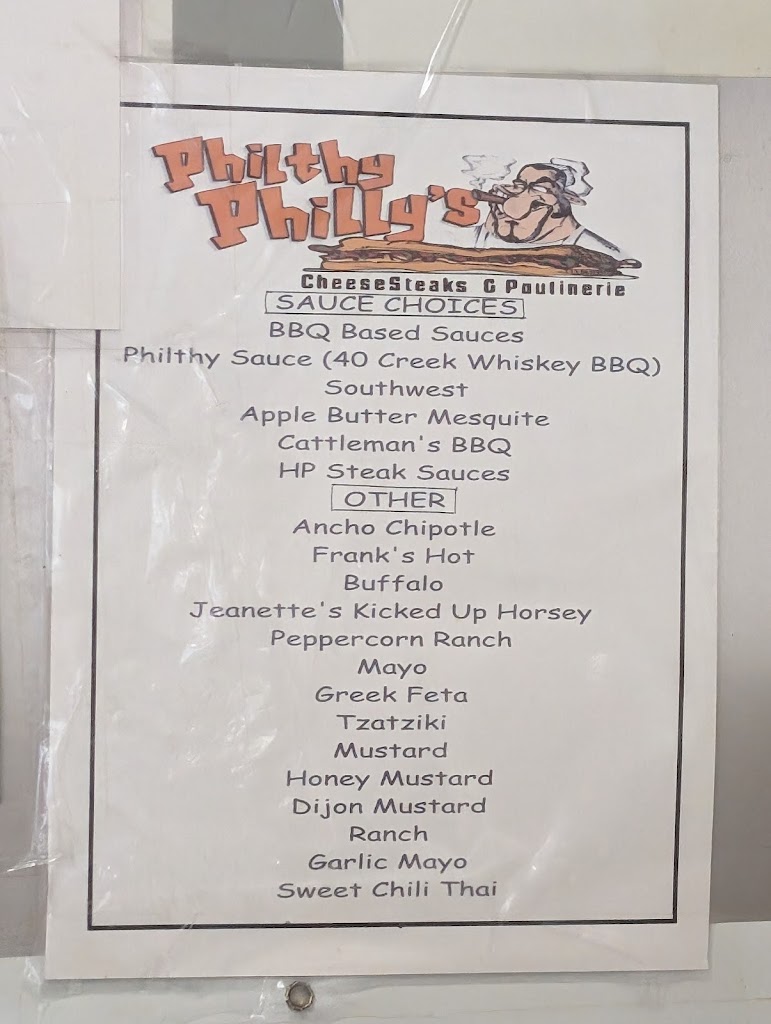 Philthy
Philly's
CheeseSteaks & Poutinerie
SAUCE CHOICES
BBQ Based Sauces
Philthy Sauce (40 Creek Whiskey BBQ)
Southwest
Apple Butter Mesquite
Cattleman's BBQ
HP Steak Sauces
OTHER
Ancho Chipotle
Frank's Hot
Buffalo
Jeanette's Kicked Up Horsey
Peppercorn Ranch
Mayo
Greek Feta
Tzatziki
Mustard
Honey Mustard
Dijon Mustard
Ranch
Garlic Mayo
Sweet Chili Thai